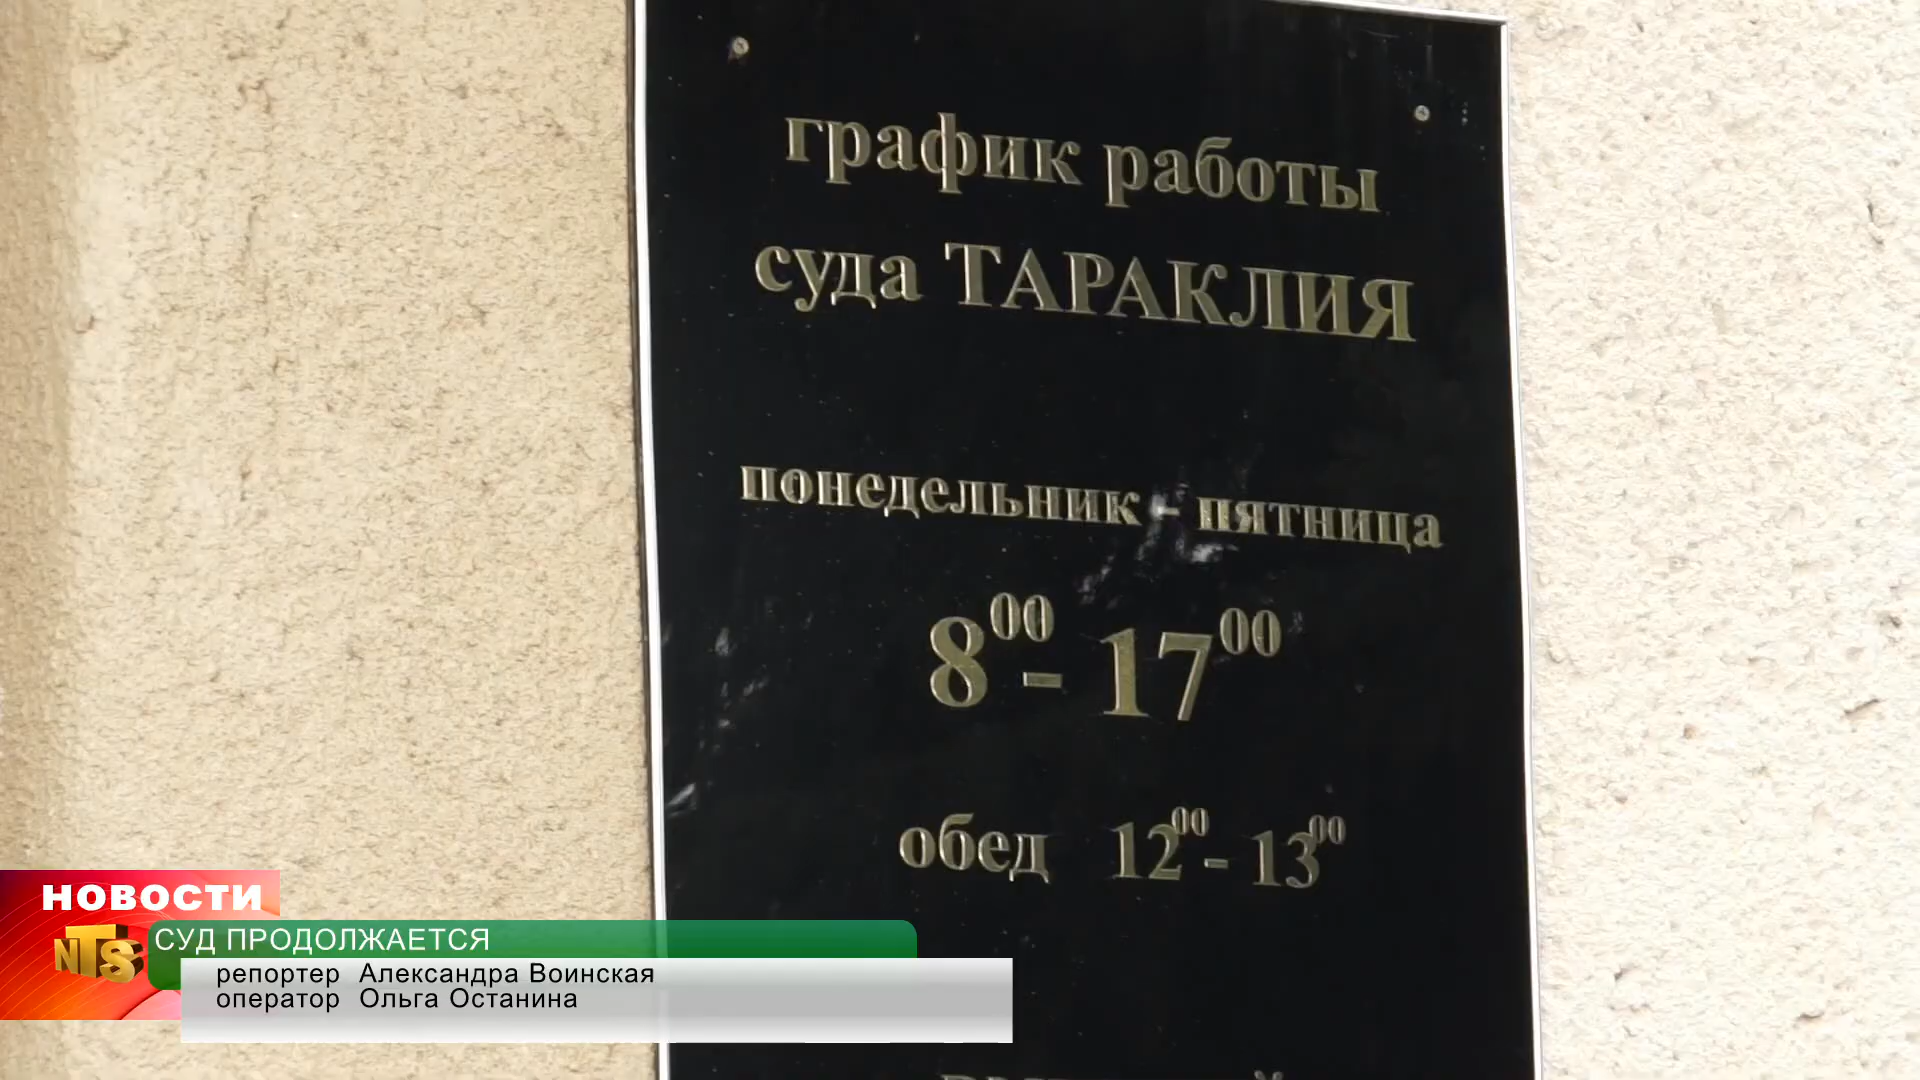 график работы
суда ТАРАКЛИЯ
понедельник - пятница
8⁰⁰ - 17⁰⁰
обед 12⁰⁰ - 13⁰⁰
НОВОСТИ
NTS
СУД ПРОДОЛЖАЕТСЯ
репортер Александра Воинская
оператор Ольга Останина